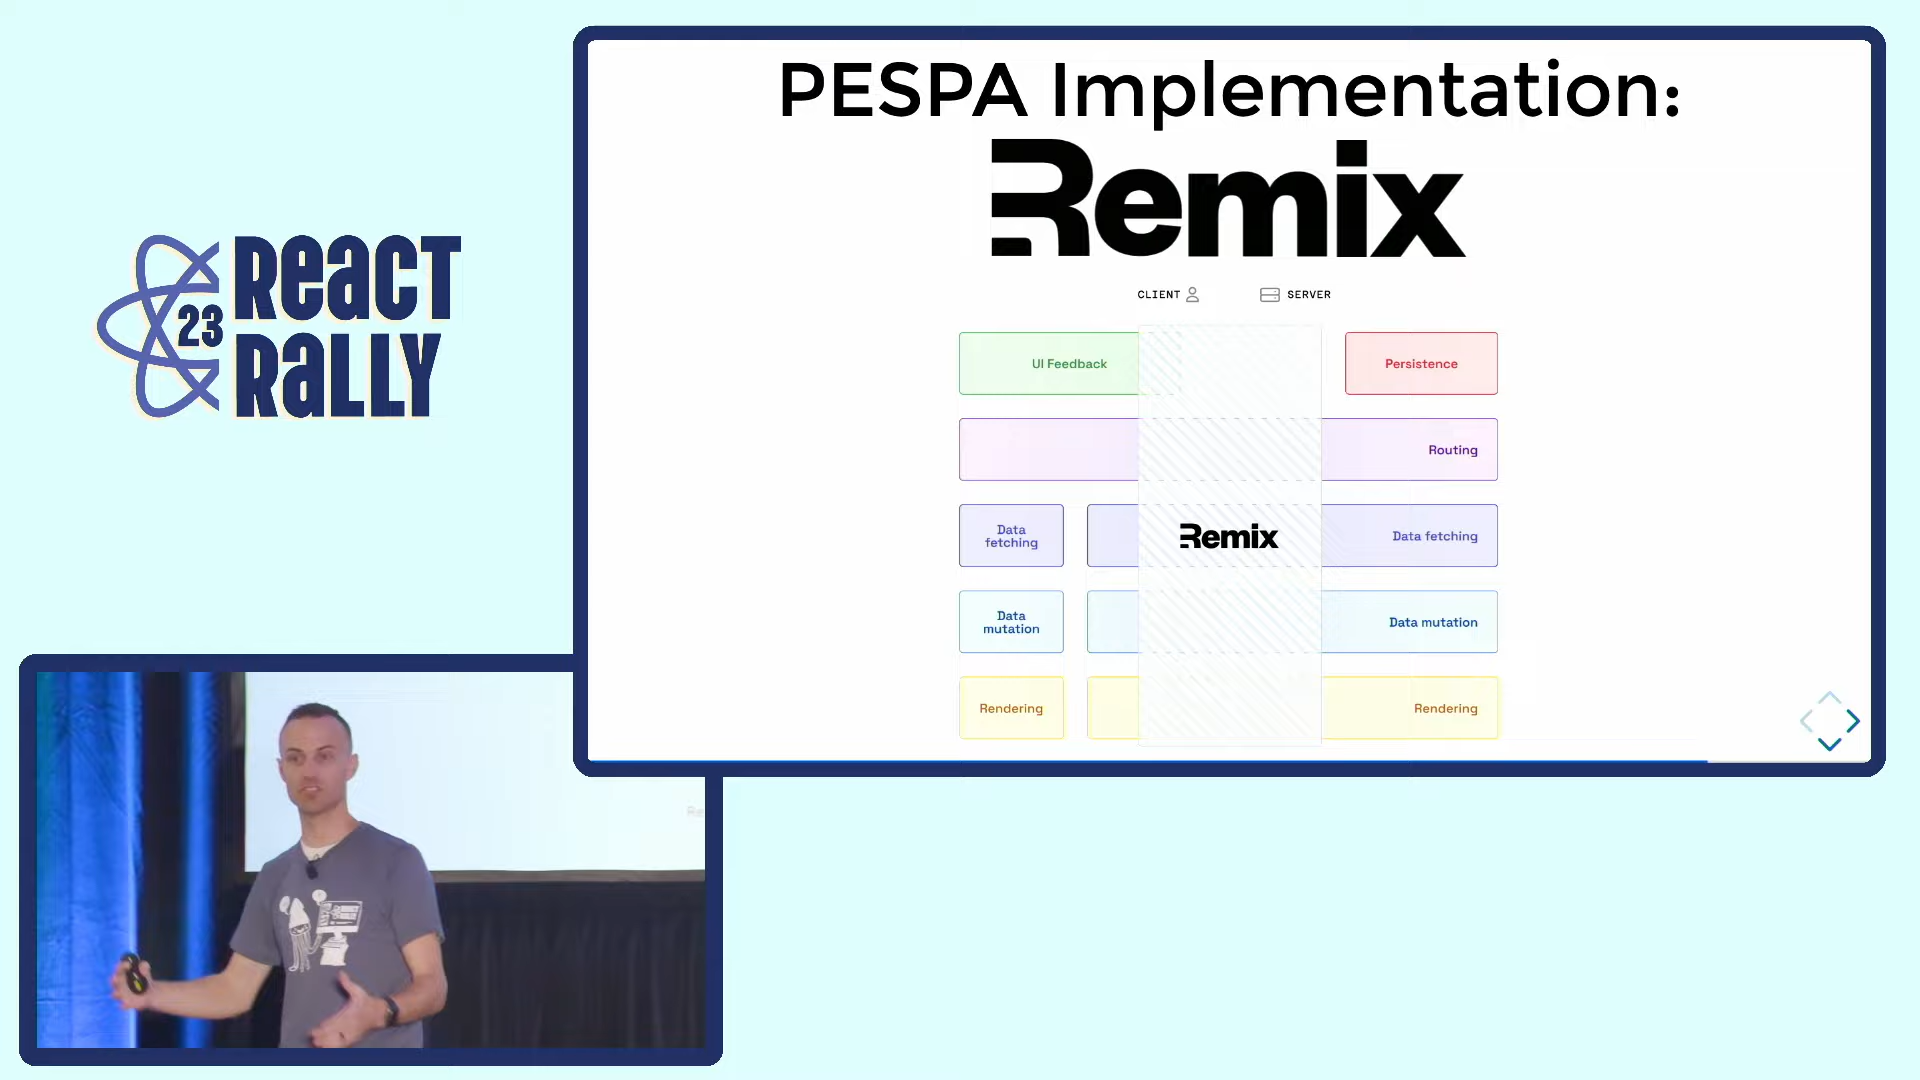 PESPA Implementation:
Remix
CLIENT
SERVER
UI Feedback
Persistence
Routing
Data
fetching
Remix
Data fetching
Data
mutation
Data mutation
Rendering
Rendering
23
React
Rally